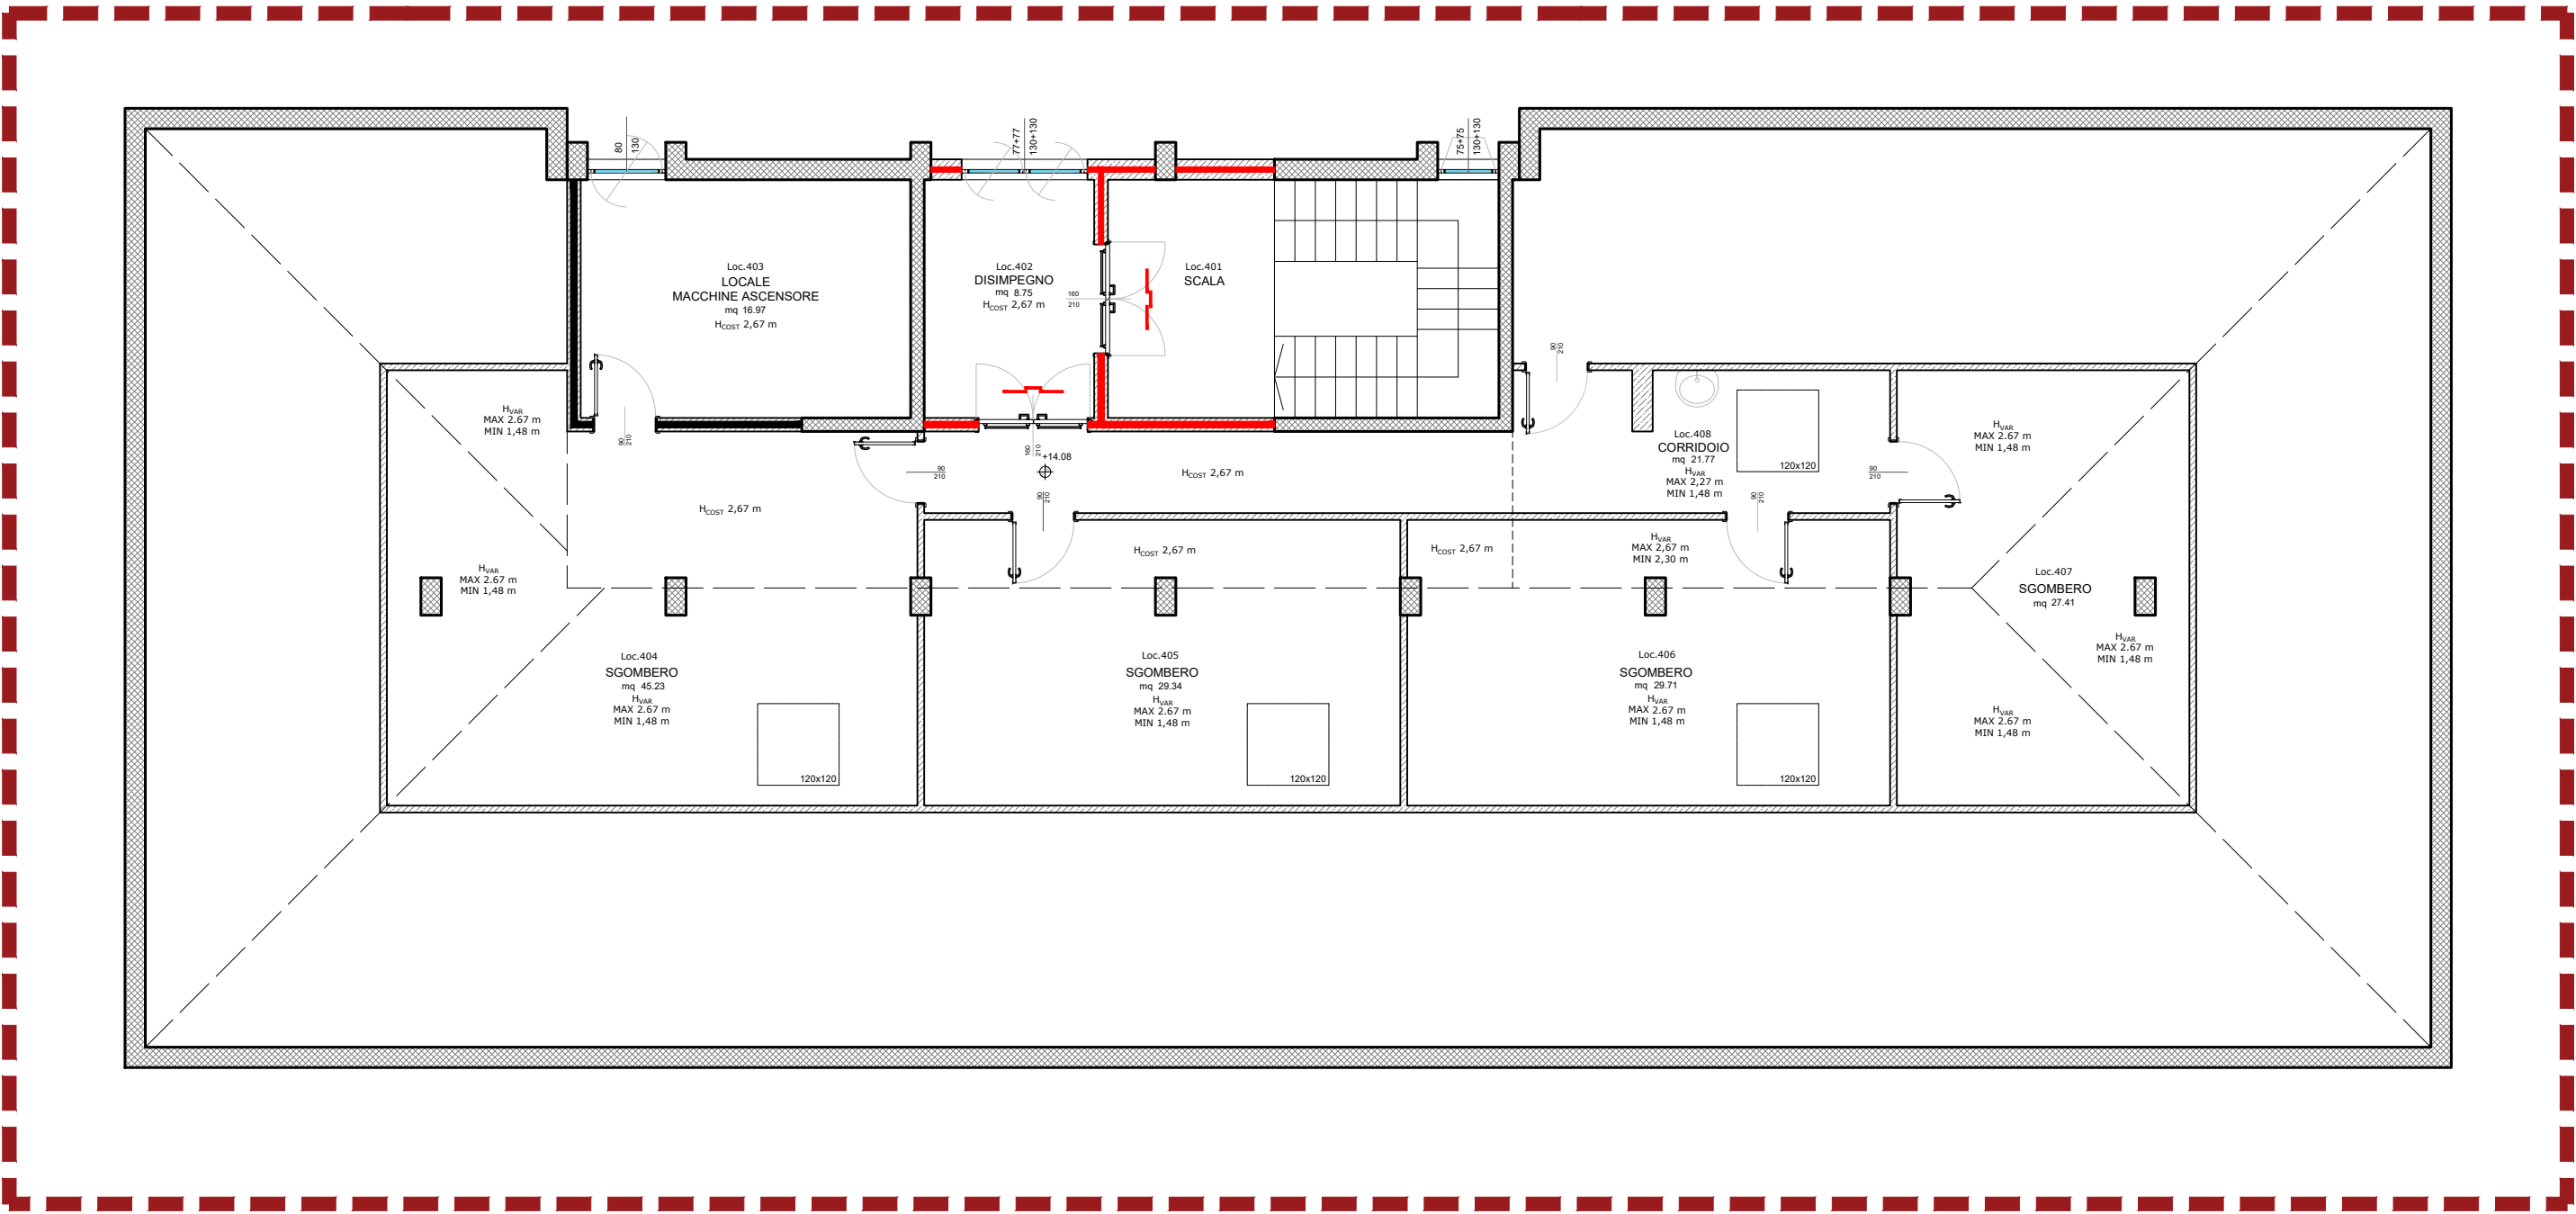 80
130
77+77
130+130
75+75
130+130
Loc.403
LOCALE
MACCHINE ASCENSORE
mq 16.97
HCOST 2,67 m
Loc.402
DISIMPEGNO
mq 8.75
HCOST 2,67 m
160
210
Loc.401
SCALA
90
210
HVAR
MAX 2.67 m
MIN 1,48 m
90
210
160
210
+14.08
90
210
HCOST 2,67 m
Loc.408
CORRIDOIO
mq 21.77
HVAR
MAX 2,27 m
MIN 1,48 m
120x120
90
210
HVAR
MAX 2.67 m
MIN 1,48 m
HCOST 2,67 m
90
210
90
210
HVAR
MAX 2.67 m
MIN 1,48 m
HCOST 2,67 m
HCOST 2,67 m
HVAR
MAX 2,67 m
MIN 2,30 m
Loc.407
SGOMBERO
mq 27.41
HVAR
MAX 2.67 m
MIN 1,48 m
Loc.404
SGOMBERO
mq 45.23
HVAR
MAX 2.67 m
MIN 1,48 m
120x120
Loc.405
SGOMBERO
mq 29.34
HVAR
MAX 2.67 m
MIN 1,48 m
120x120
Loc.406
SGOMBERO
mq 29.71
HVAR
MAX 2.67 m
MIN 1,48 m
120x120
HVAR
MAX 2.67 m
MIN 1,48 m